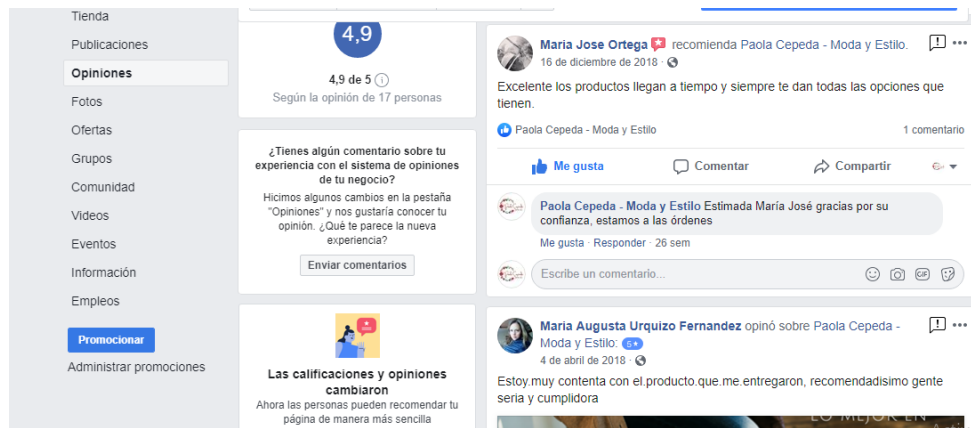 Tienda
Publicaciones
Opiniones
Fotos
Ofertas
Grupos
Comunidad
Videos
Eventos
Información
Empleos
Promocionar
Administrar promociones
4,9
4,9 de 5
Según la opinión de 17 personas
¿Tienes algún comentario sobre tu
experiencia con el sistema de opiniones
de tu negocio?
Hicimos algunos cambios en la pestaña
"Opiniones" y nos gustaría conocer tu
opinión. ¿Qué te parece la nueva
experiencia?
Enviar comentarios
Las calificaciones y opiniones
cambiaron
Ahora las personas pueden recomendar tu
página de manera más sencilla
Maria Jose Ortega recomienda Paola Cepeda - Moda y Estilo.
16 de diciembre de 2018 ·
Excelente los productos llegan a tiempo y siempre te dan todas las opciones que
tienen.
Paola Cepeda - Moda y Estilo
1 comentario
Me gusta
Comentar
Compartir
Paola Cepeda - Moda y Estilo Estimada María José gracias por su
confianza, estamos a las órdenes
Me gusta · Responder · 26 sem
Escribe un comentario...
GIF
Maria Augusta Urquizo Fernandez opinó sobre Paola Cepeda -
Moda y Estilo: 5★
4 de abril de 2018 ·
Estoy.muy contenta con el.producto.que.me.entregaron, recomendadisimo gente
seria y cumplidora
LO MEJOR EN